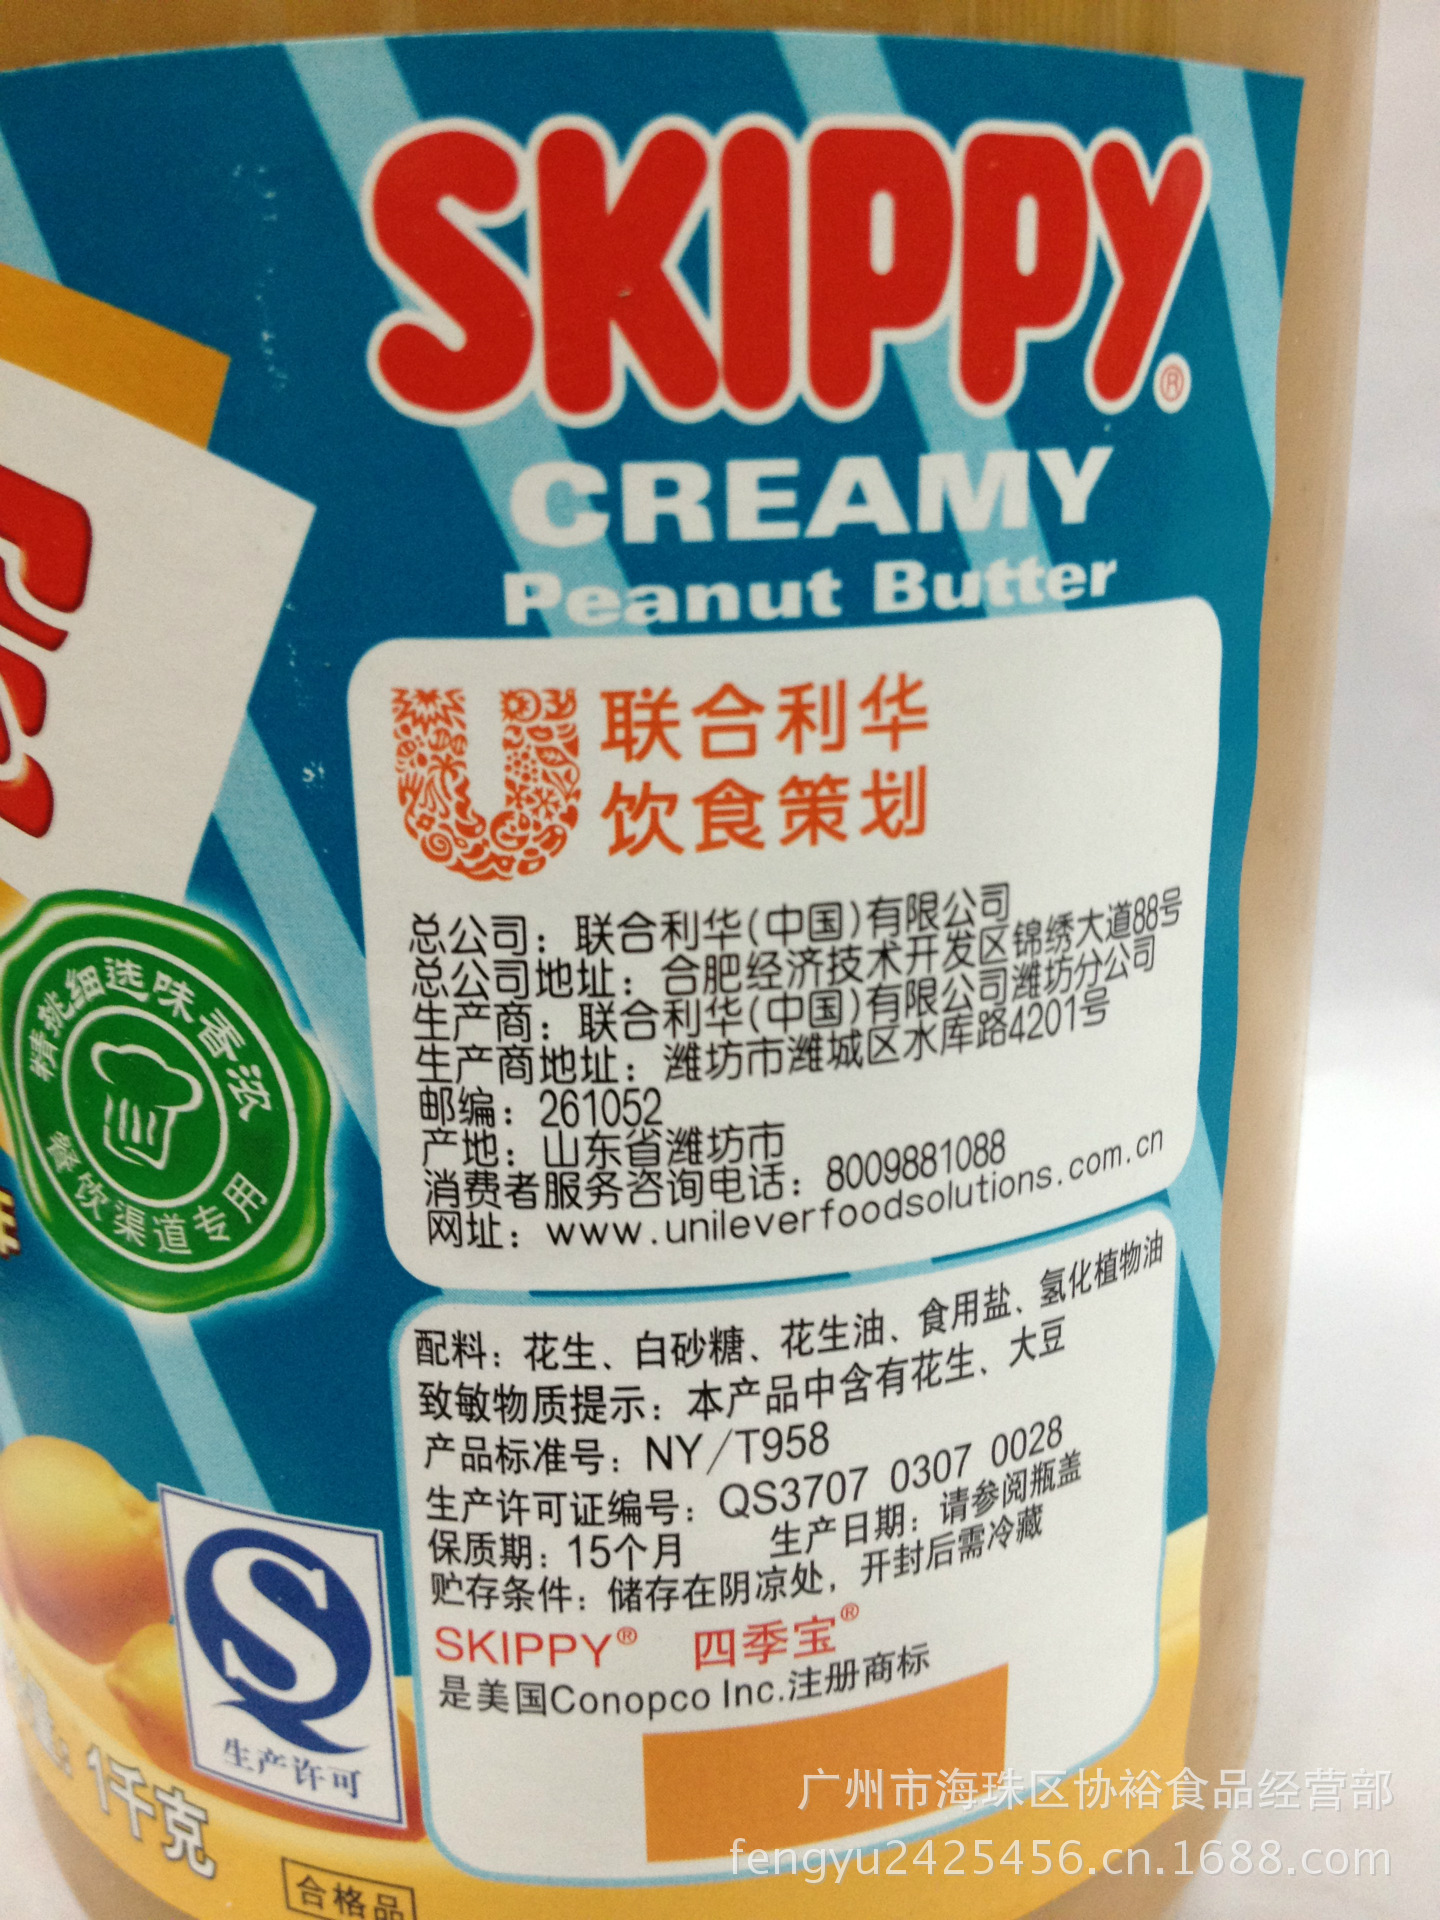 SKIPPY®
CREAMY
Peanut Butter
联合利华
饮食策划
总公司：联合利华(中国)有限公司
总公司地址：合肥经济技术开发区锦绣大道88号
生产商：联合利华(中国)有限公司潍坊分公司
生产商地址：潍坊市潍城区水库路4201号
邮编：261052
产地：山东省潍坊市
消费者服务咨询电话：8009881088
网址：www.unileverfoodsolutions.com.cn
精挑细选味香浓
餐饮渠道专用
配料：花生、白砂糖、花生油、食用盐、氢化植物油
致敏物质提示：本产品中含有花生、大豆
产品标准号：NY/T958
生产许可证编号：QS3707 0307 0028
保质期：15个月 生产日期：请参阅瓶盖
贮存条件：储存在阴凉处，开封后需冷藏
SKIPPY® 四季宝®
是美国Conopco Inc.注册商标
生产许可
1千克
合格品
广州市海珠区协裕食品经营部
fengyu2425456.cn.1688.com